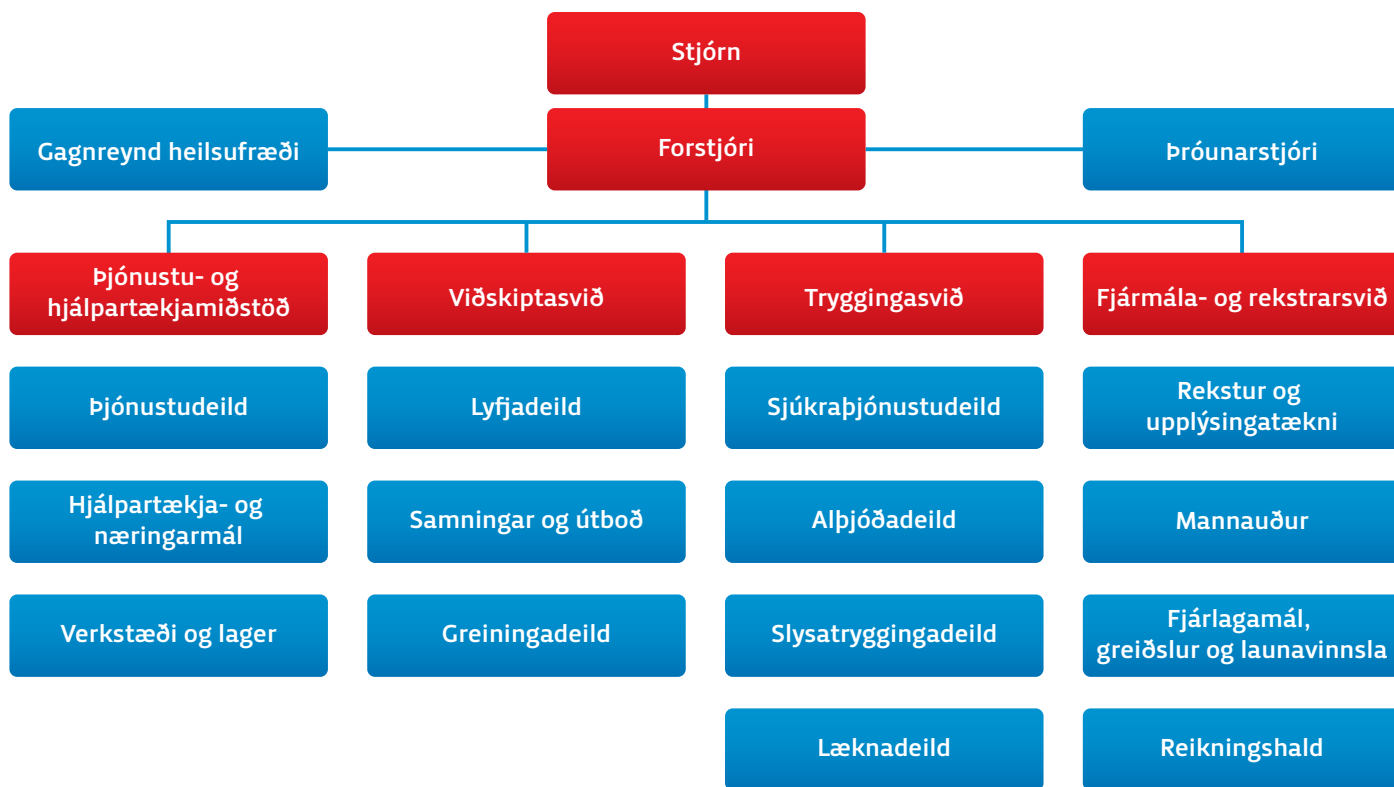 Stjórn
Gagnreynd heilsufræði
Forstjóri
Þróunarstjóri
Þjónustu- og
hjálpartækjamiðstöð
Viðskiptasvið
Tryggingasvið
Fjármála- og rekstrarsvið
Þjónustudeild
Lyfjadeild
Sjúkraþjónustudeild
Rekstur og
upplýsingatækni
Hjálpartækja- og
næringarmál
Samningar og útboð
Alþjóðadeild
Mannauður
Verkstæði og lager
Greiningadeild
Slysatryggingadeild
Fjárlagamál,
greiðslur og launavinnsla
Læknadeild
Reikningshald